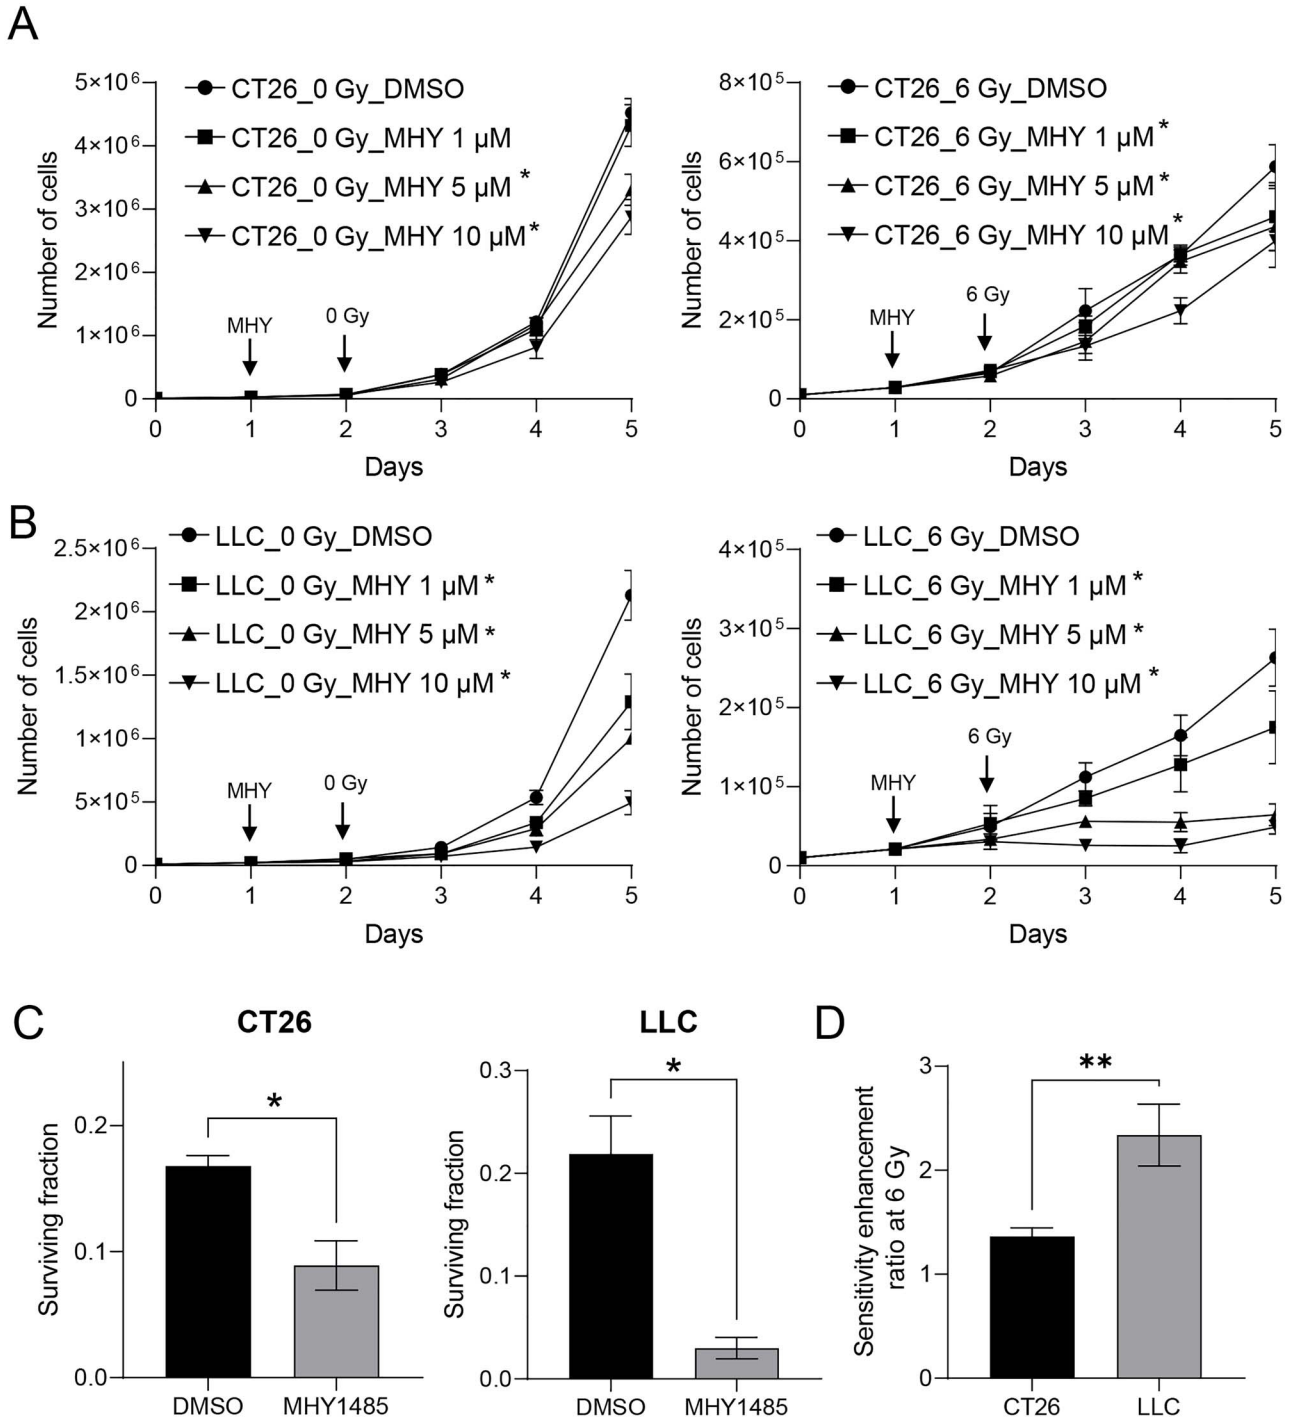 A
CT26_0 Gy_DMSO
CT26_0 Gy_MHY 1 µM
CT26_0 Gy_MHY 5 µM *
CT26_0 Gy_MHY 10 µM*
Number of cells
5×10⁶
4×10⁶
3×10⁶
2×10⁶
1×10⁶
0
MHY
0 Gy
0 1 2 3 4 5
Days
CT26_6 Gy_DMSO
CT26_6 Gy_MHY 1 µM*
CT26_6 Gy_MHY 5 µM*
CT26_6 Gy_MHY 10 µM*
Number of cells
8×10⁵
6×10⁵
4×10⁵
2×10⁵
0
MHY
6 Gy
0 1 2 3 4 5
Days
B
LLC_0 Gy_DMSO
LLC_0 Gy_MHY 1 µM*
LLC_0 Gy_MHY 5 µM*
LLC_0 Gy_MHY 10 µM*
Number of cells
2.5×10⁶
2×10⁶
1.5×10⁶
1×10⁶
5×10⁵
0
MHY
0 Gy
0 1 2 3 4 5
Days
LLC_6 Gy_DMSO
LLC_6 Gy_MHY 1 µM*
LLC_6 Gy_MHY 5 µM*
LLC_6 Gy_MHY 10 µM*
Number of cells
4×10⁵
3×10⁵
2×10⁵
1×10⁵
0
MHY
6 Gy
0 1 2 3 4 5
Days
C
CT26
Surviving fraction
0.2
0.1
0.0
*
DMSO MHY1485
LLC
Surviving fraction
0.3
0.2
0.1
0.0
*
DMSO MHY1485
D
Sensitivity enhancement
ratio at 6 Gy
3
2
1
0
**
CT26 LLC